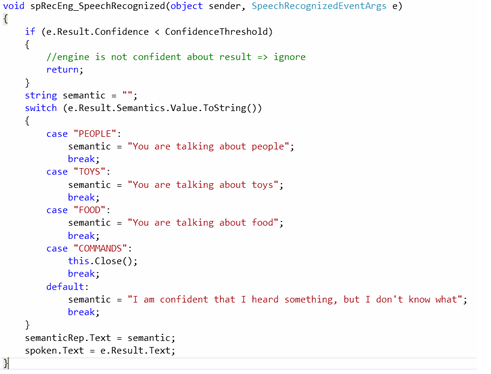 void spRecEng_SpeechRecognized(object sender, SpeechRecognizedEventArgs e)
{
    if (e.Result.Confidence < ConfidenceThreshold)
    {
        //engine is not confident about result => ignore
        return;
    }
    string semantic = "";
    switch (e.Result.Semantics.Value.ToString())
    {
        case "PEOPLE":
            semantic = "You are talking about people";
            break;
        case "TOYS":
            semantic = "You are talking about toys";
            break;
        case "FOOD":
            semantic = "You are talking about food";
            break;
        case "COMMANDS":
            this.Close();
            break;
        default:
            semantic = "I am confident that I heard something, but I don't know what";
            break;
    }
    semanticRep.Text = semantic;
    spoken.Text = e.Result.Text;
}